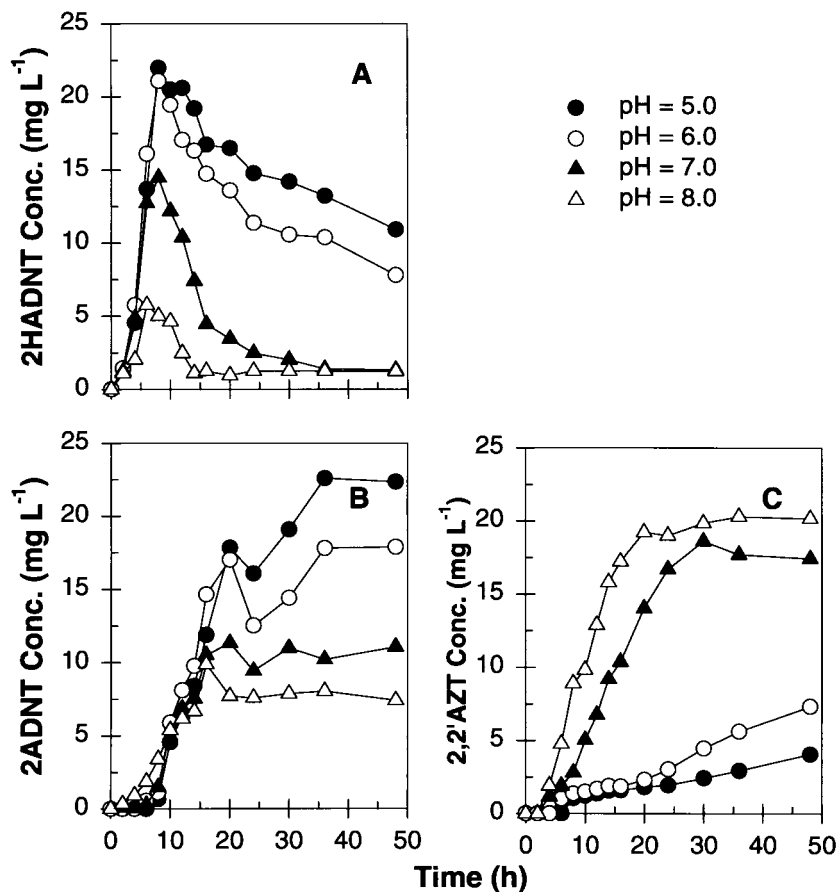 2HADNT Conc. (mg L⁻¹)
25
20
15
10
5
0
A
pH = 5.0
pH = 6.0
pH = 7.0
pH = 8.0
2ADNT Conc. (mg L⁻¹)
25
20
15
10
5
0
B
0 10 20 30 40 50
2,2'AZT Conc. (mg L⁻¹)
25
20
15
10
5
0
C
0 10 20 30 40 50
Time (h)